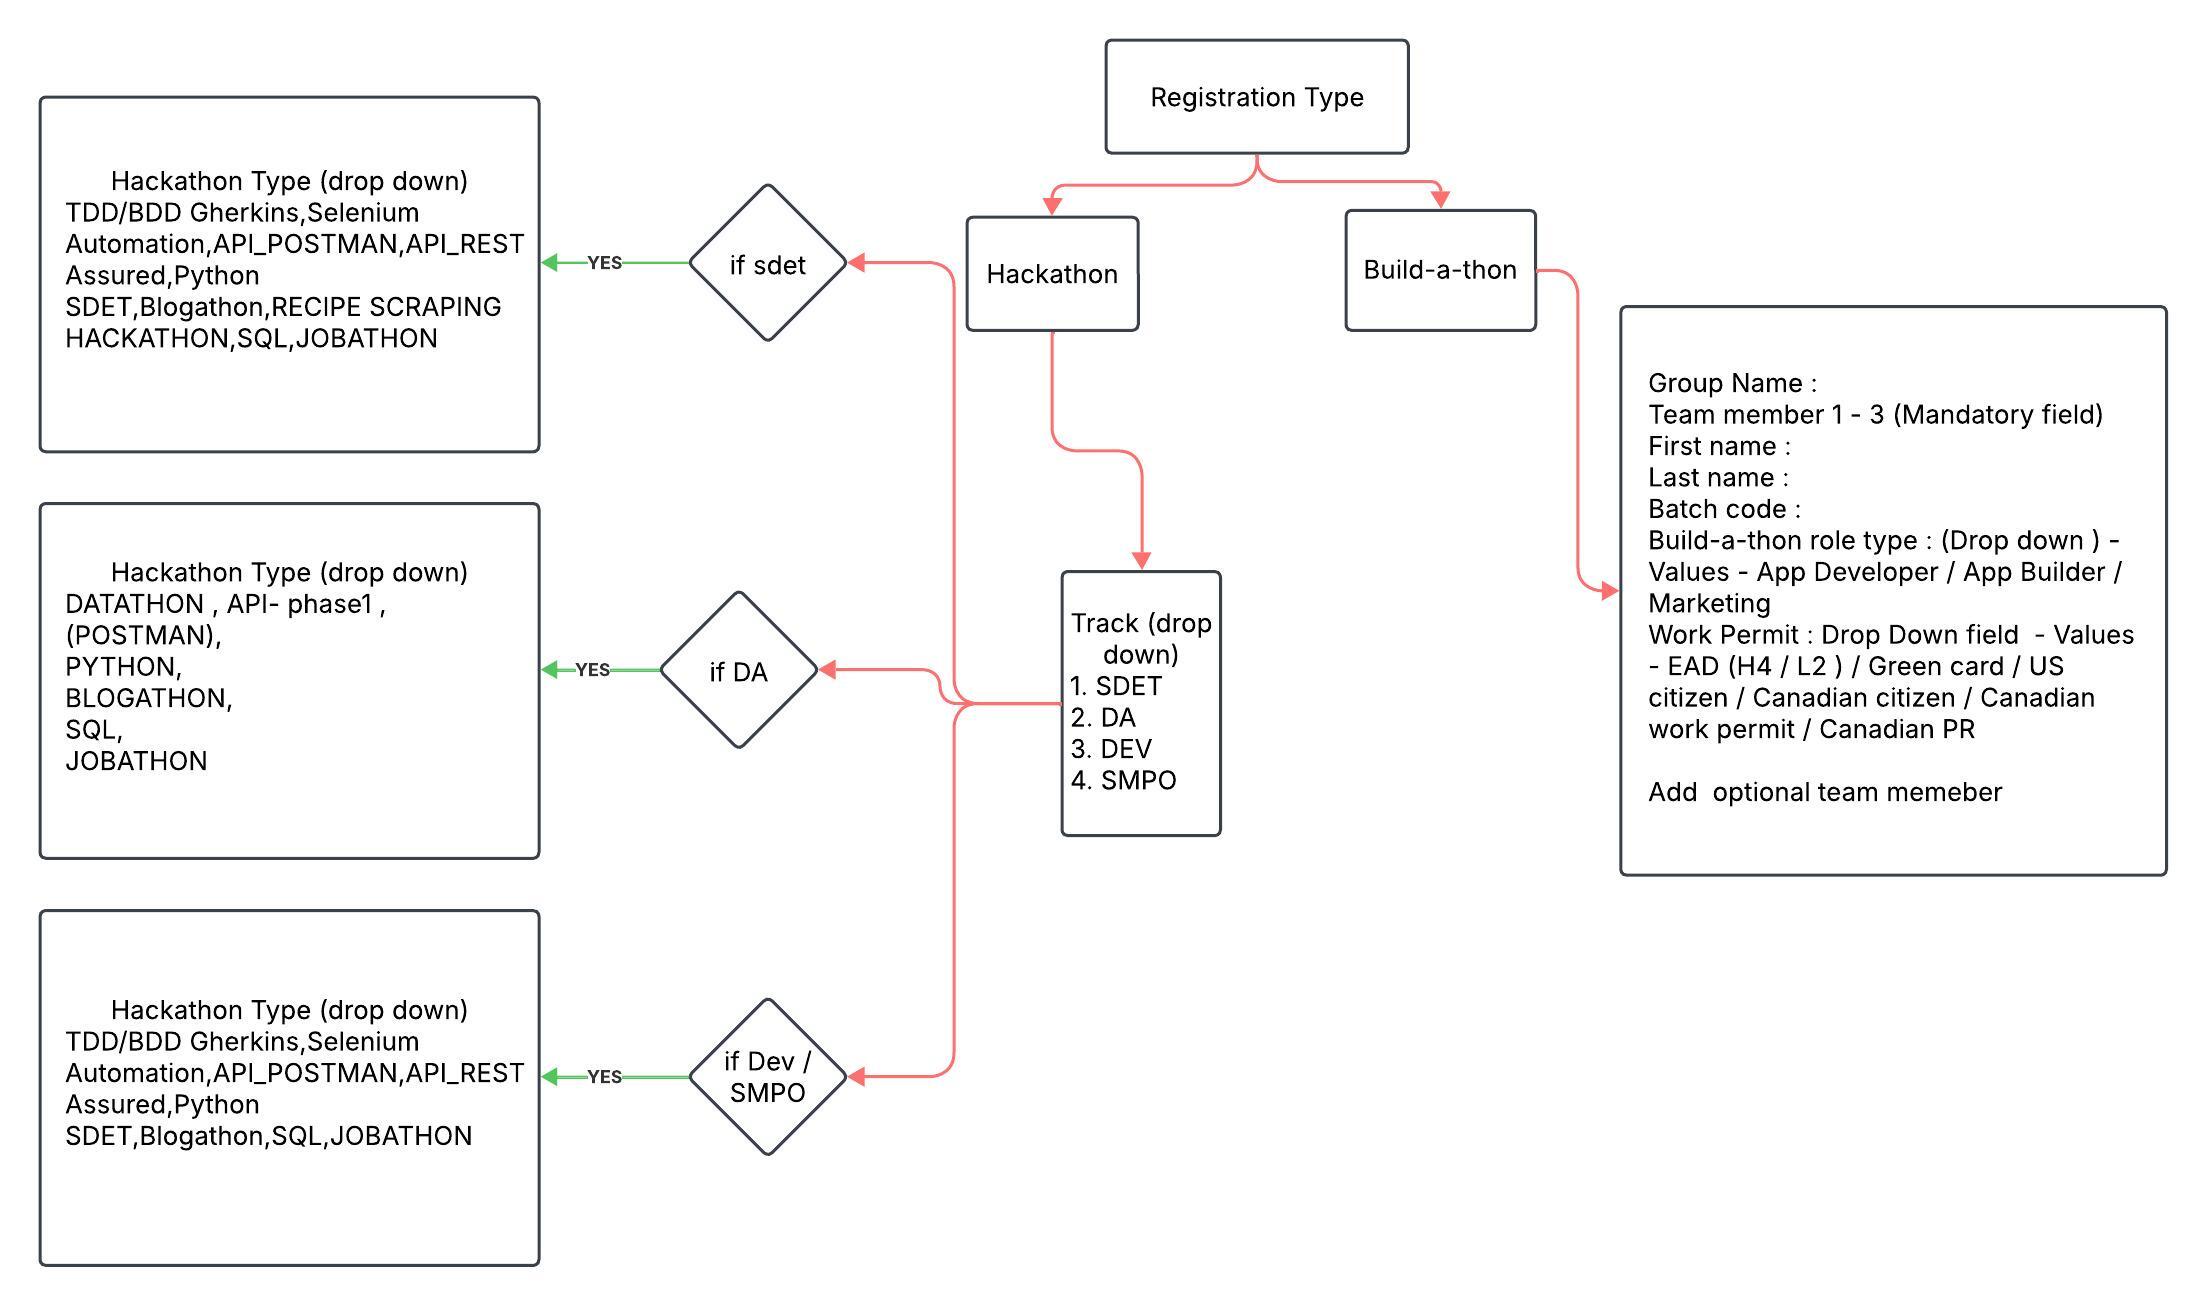 Registration Type
Hackathon
Build-a-thon
Hackathon Type (drop down)
TDD/BDD Gherkins,Selenium
Automation,API_POSTMAN,API_REST
Assured,Python
SDET,Blogathon,RECIPE SCRAPING
HACKATHON,SQL,JOBATHON
YES
if sdet
Group Name :
Team member 1 - 3 (Mandatory field)
First name :
Last name :
Batch code :
Build-a-thon role type : (Drop down ) -
Values - App Developer / App Builder /
Marketing
Work Permit : Drop Down field  - Values
- EAD (H4 / L2 ) / Green card / US
citizen / Canadian citizen / Canadian
work permit / Canadian PR
Add  optional team memeber
Track (drop
down)
1. SDET
2. DA
3. DEV
4. SMPO
Hackathon Type (drop down)
DATATHON , API- phase1 ,
(POSTMAN),
PYTHON,
BLOGATHON,
SQL,
JOBATHON
YES
if DA
Hackathon Type (drop down)
TDD/BDD Gherkins,Selenium
Automation,API_POSTMAN,API_REST
Assured,Python
SDET,Blogathon,SQL,JOBATHON
YES
if Dev /
SMPO